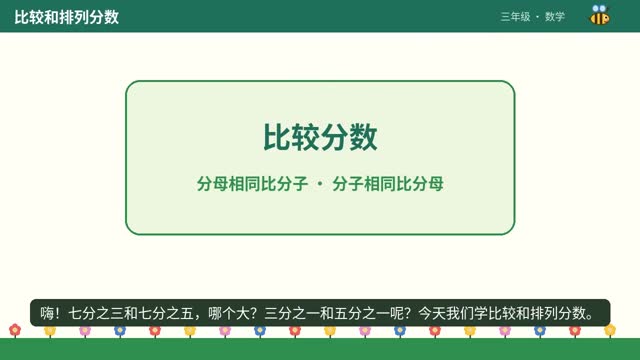 比较和排列分数
三年级 · 数学
比较分数
分母相同比分子 · 分子相同比分母
嗨！七分之三和七分之五，哪个大？三分之一和五分之一呢？今天我们学比较和排列分数。